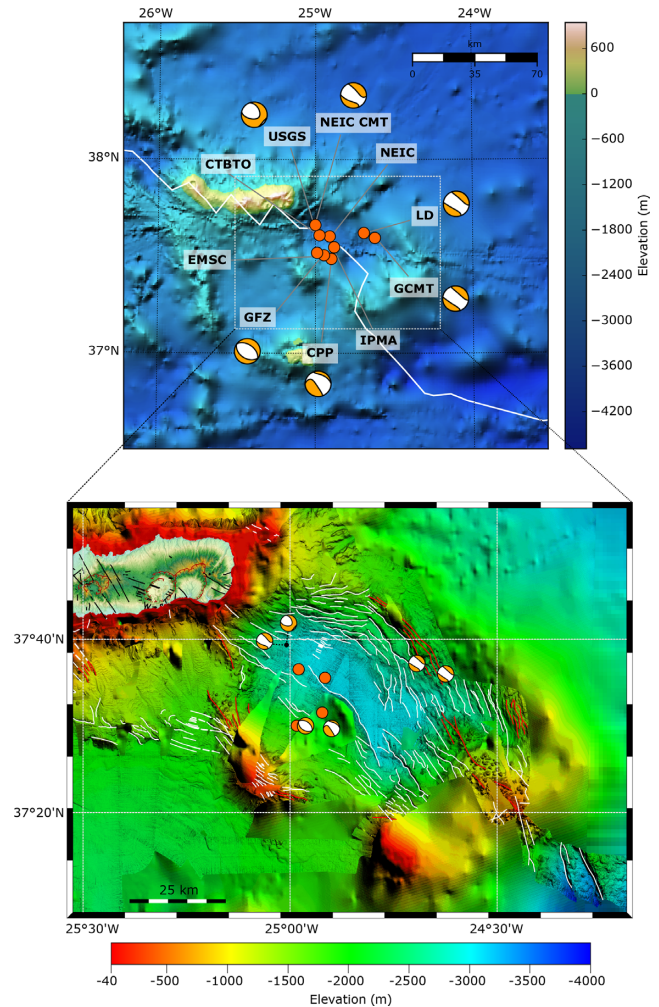 26°W 25°W 24°W
km
0 35 70
600
NEIC CMT
USGS
0
NEIC
38°N
CTBTO
−600
−1200
LD
−1800
EMSC
−2400
GCMT
GFZ
−3000
IPMA
CPP
37°N
−3600
−4200
Elevation (m)
37°40'N
37°20'N
25 km
25°30'W 25°00'W 24°30'W
-40 -500 -1000 -1500 -2000 -2500 -3000 -3500 -4000
Elevation (m)